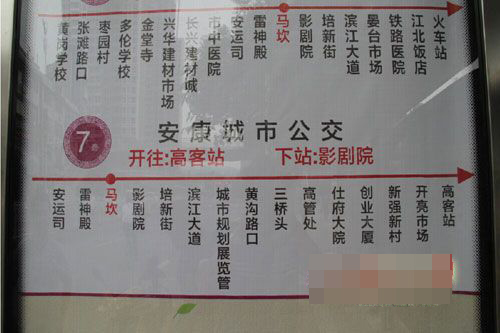 黄岗学校
张滩路口
枣园村
多伦学校
金堂寺
兴华建材市场
长兴建材城
市中医院
安运司
雷神殿
马坎
影剧院
培新街
滨江大道
晏台市场
铁路医院
江北饭店
火车站
7
安康城市公交
开往:高客站 下站:影剧院
安运司
雷神殿
马坎
影剧院
培新街
滨江大道
城市规划展览管
黄沟路口
三桥头
高管处
仕府大院
创业大厦
新强新村
开亮市场
高客站